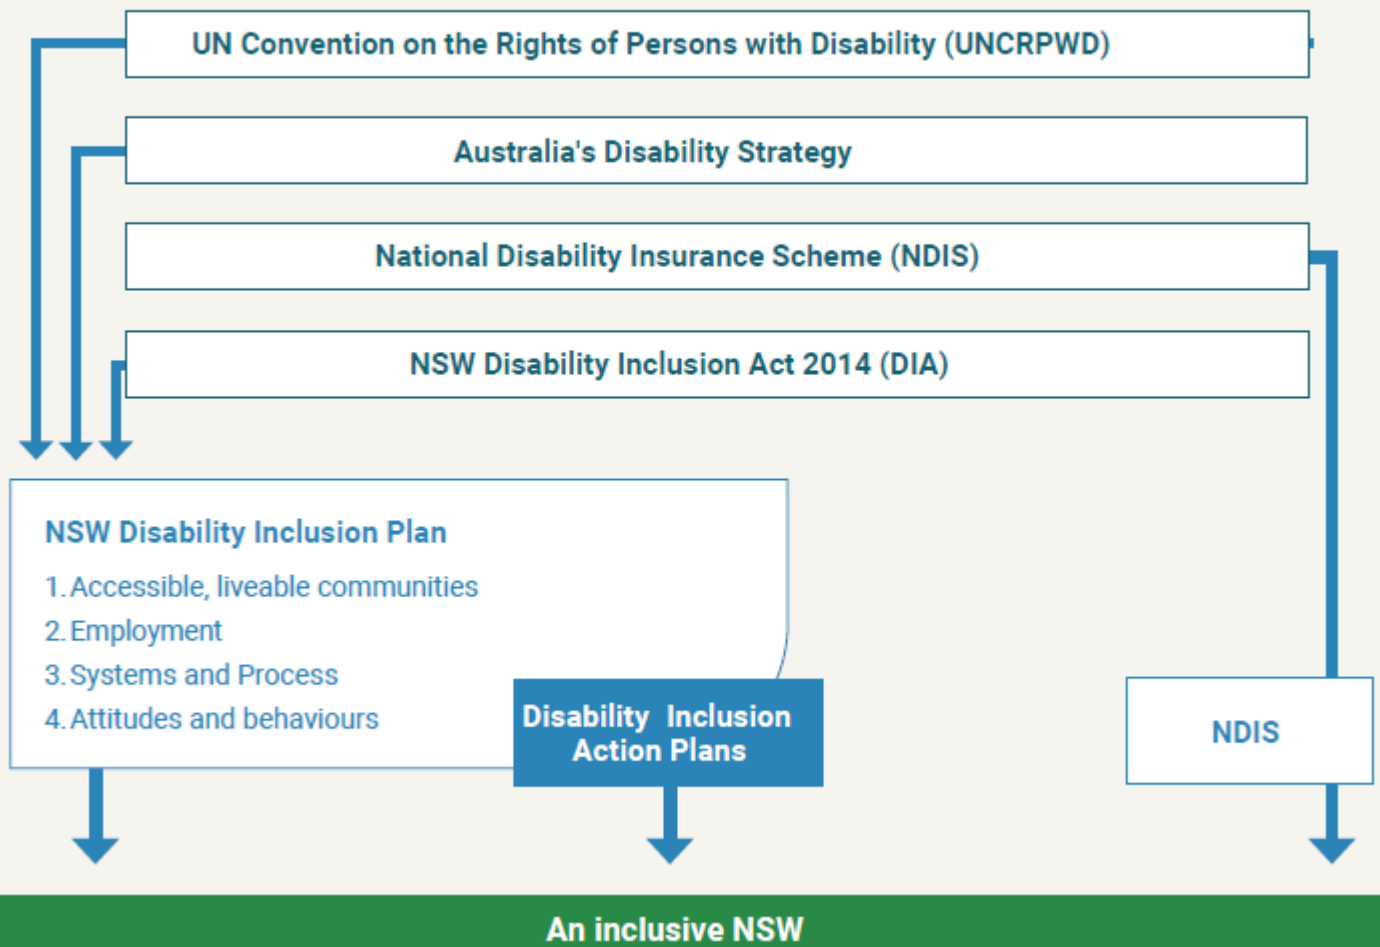 UN Convention on the Rights of Persons with Disability (UNCRPWD)
Australia's Disability Strategy
National Disability Insurance Scheme (NDIS)
NSW Disability Inclusion Act 2014 (DIA)
NSW Disability Inclusion Plan
1. Accessible, liveable communities
2. Employment
3. Systems and Process
4. Attitudes and behaviours
Disability Inclusion
Action Plans
NDIS
An inclusive NSW